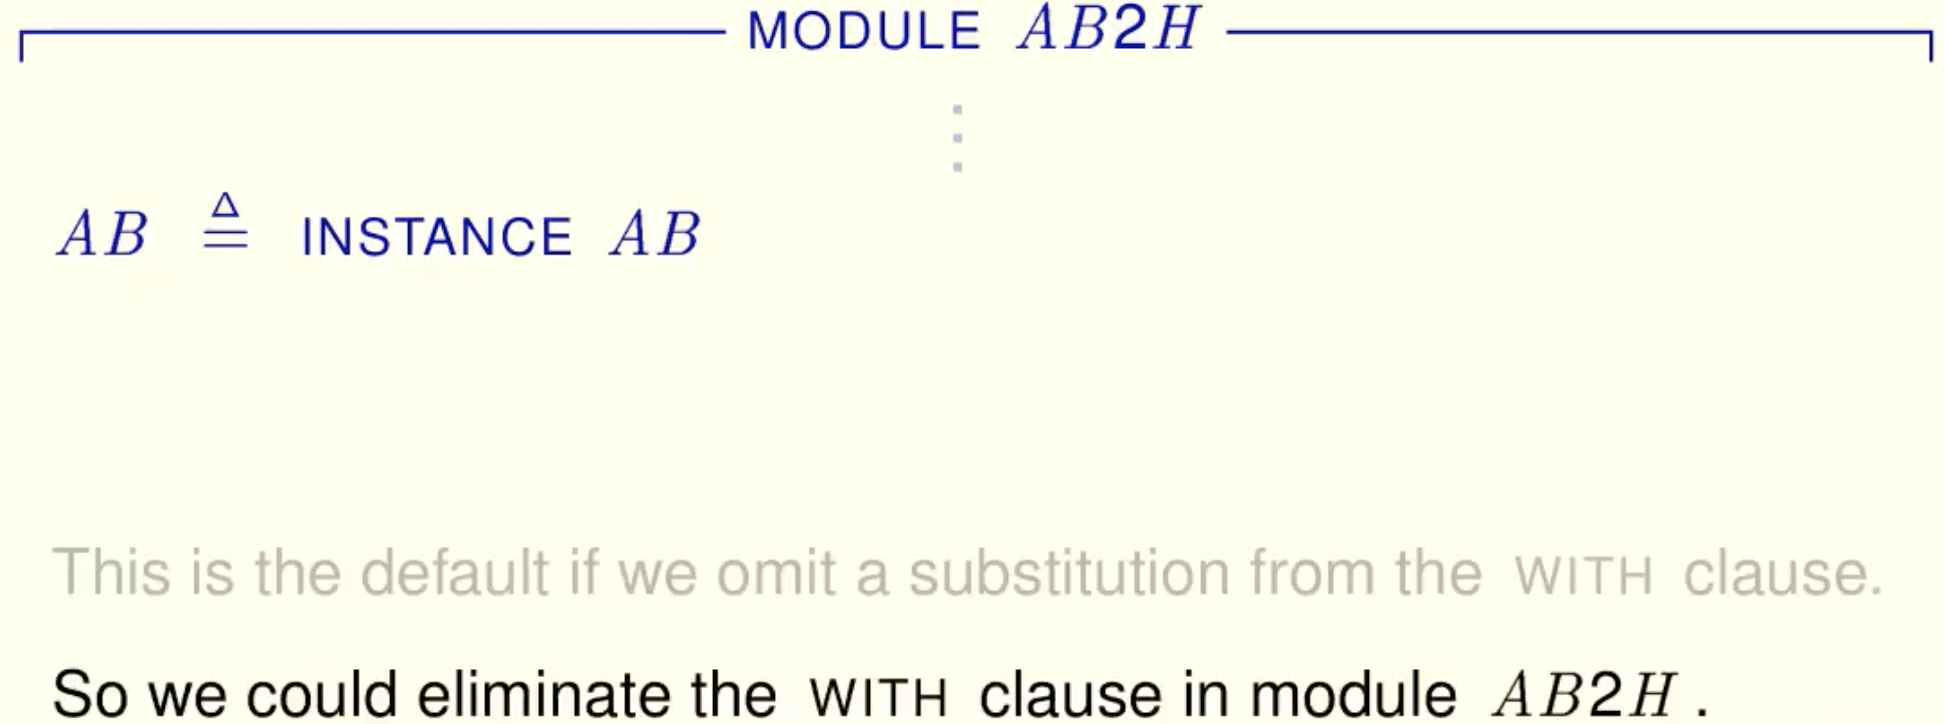 MODULE AB2H
⋮
AB ≜ INSTANCE AB
This is the default if we omit a substitution from the WITH clause.
So we could eliminate the WITH clause in module AB2H .